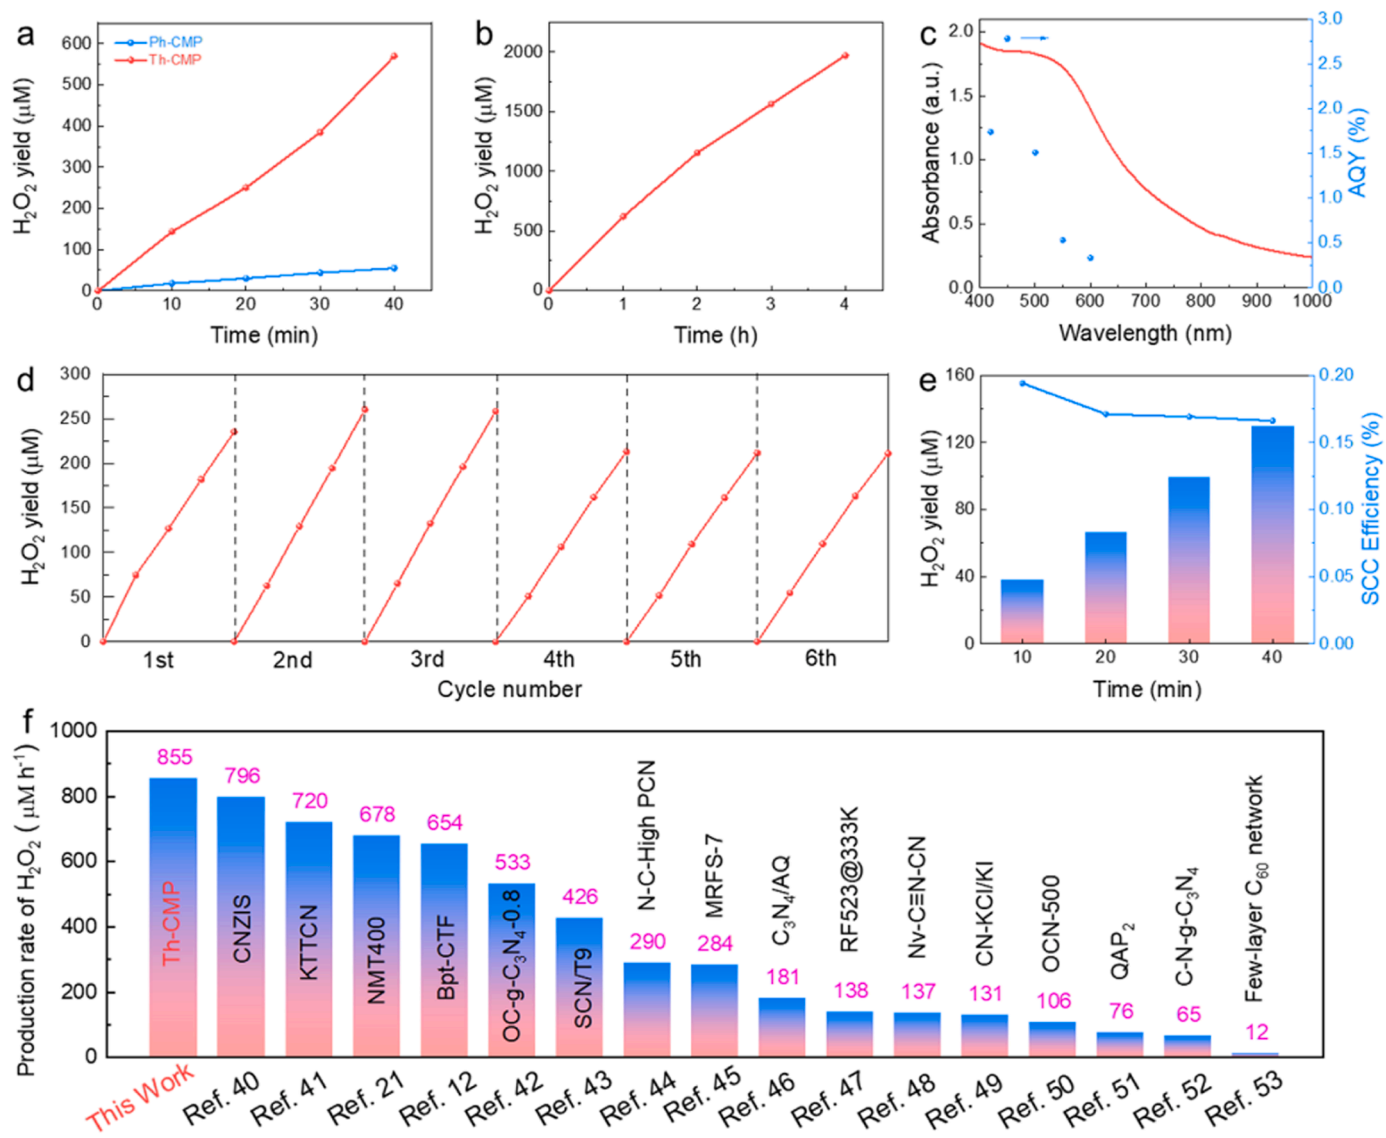 a
Ph-CMP
Th-CMP
H₂O₂ yield (μM)
600
500
400
300
200
100
0
0 10 20 30 40
Time (min)
b
H₂O₂ yield (μM)
2000
1500
1000
500
0
0 1 2 3 4
Time (h)
c
Absorbance (a.u.)
2.0
1.5
1.0
0.5
0.0
400 500 600 700 800 900 1000
Wavelength (nm)
3.0
2.5
2.0
1.5
1.0
0.5
0.0
AQY (%)
d
H₂O₂ yield (μM)
300
250
200
150
100
50
0
1st 2nd 3rd 4th 5th 6th
Cycle number
e
H₂O₂ yield (μM)
160
120
80
40
0
10 20 30 40
Time (min)
0.20
0.15
0.10
0.05
0.00
SCC Efficiency (%)
f
Production rate of H₂O₂ ( μM h⁻¹)
1000
800
600
400
200
0
855 796 720 678 654 533 426 290 284 181 138 137 131 106 76 65 12
Th-CMP
CNZIS
KTTCN
NMT400
Bpt-CTF
OC-g-C₃N₄-0.8
SCN/T9
N-C-High PCN
MRFS-7
C₃N₄/AQ
RF523@333K
Nv-C≡N-CN
CN-KCl/KI
OCN-500
QAP₂
C-N-g-C₃N₄
Few-layer C₆₀ network
This Work
Ref. 40
Ref. 41
Ref. 21
Ref. 12
Ref. 42
Ref. 43
Ref. 44
Ref. 45
Ref. 46
Ref. 47
Ref. 48
Ref. 49
Ref. 50
Ref. 51
Ref. 52
Ref. 53